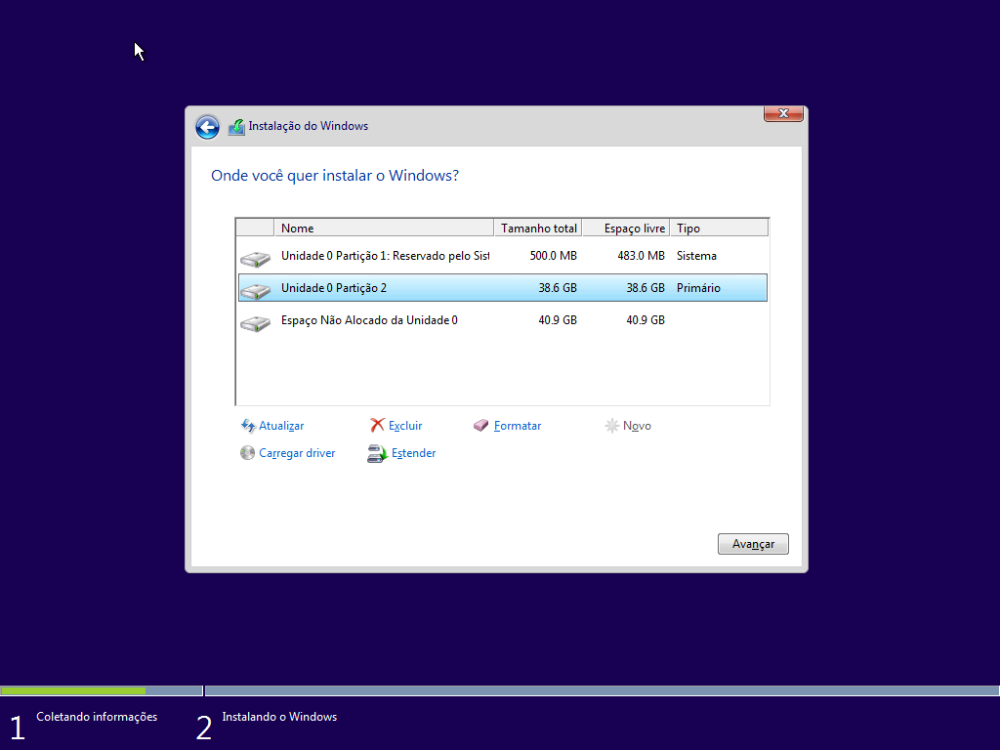 Instalação do Windows
Onde você quer instalar o Windows?
Nome Tamanho total Espaço livre Tipo
Unidade 0 Partição 1: Reservado pelo Sist 500.0 MB 483.0 MB Sistema
Unidade 0 Partição 2 38.6 GB 38.6 GB Primário
Espaço Não Alocado da Unidade 0 40.9 GB 40.9 GB
Atualizar Excluir Formatar Novo
Carregar driver Estender
Avançar
1 Coletando informações 2 Instalando o Windows